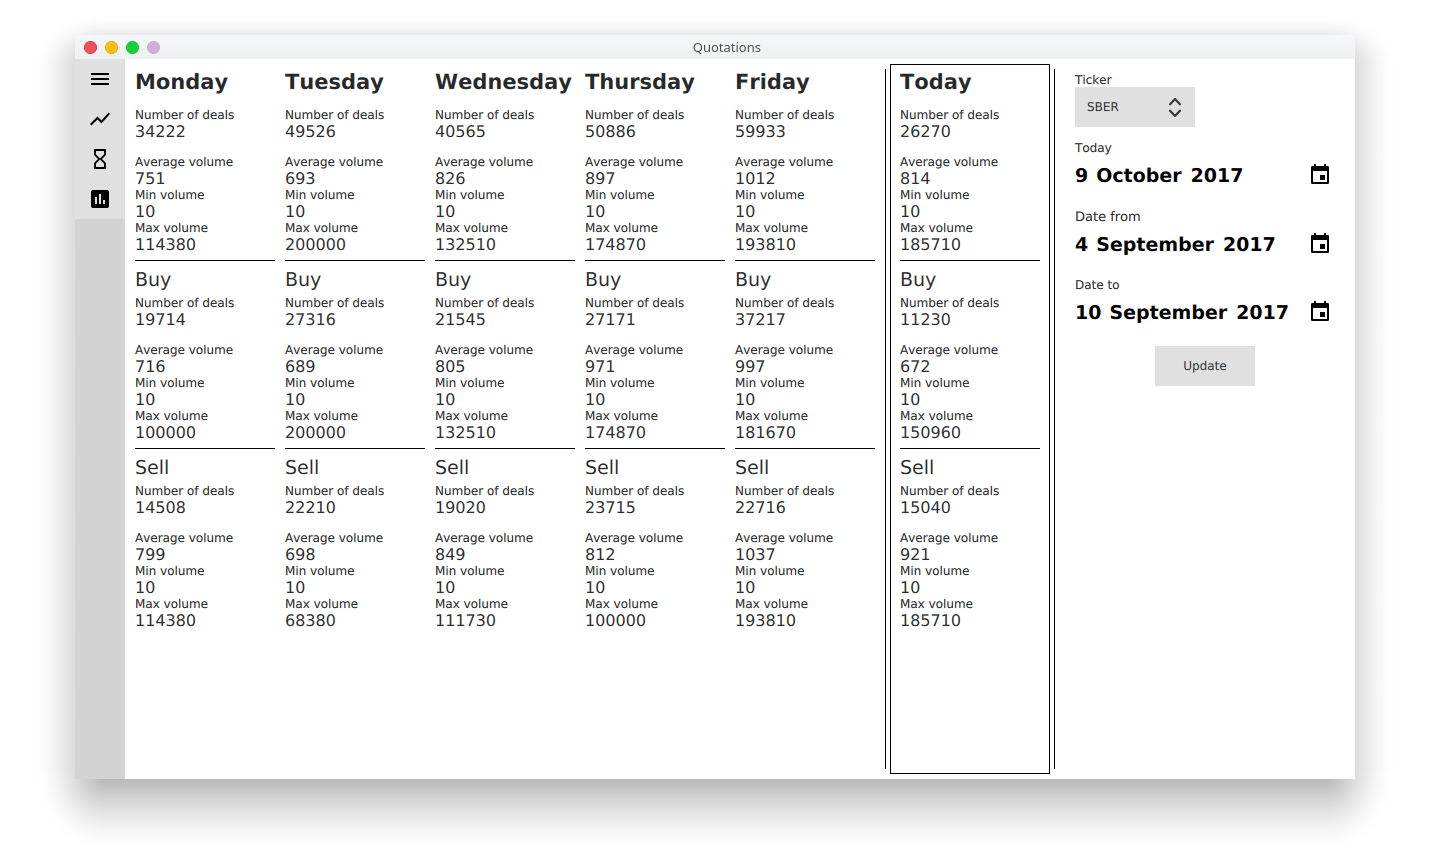 Quotations
Monday
Number of deals
34222
Average volume
751
Min volume
10
Max volume
114380
Buy
Number of deals
19714
Average volume
716
Min volume
10
Max volume
100000
Sell
Number of deals
14508
Average volume
799
Min volume
10
Max volume
114380
Tuesday
Number of deals
49526
Average volume
693
Min volume
10
Max volume
200000
Buy
Number of deals
27316
Average volume
689
Min volume
10
Max volume
200000
Sell
Number of deals
22210
Average volume
698
Min volume
10
Max volume
68380
Wednesday
Number of deals
40565
Average volume
826
Min volume
10
Max volume
132510
Buy
Number of deals
21545
Average volume
805
Min volume
10
Max volume
132510
Sell
Number of deals
19020
Average volume
849
Min volume
10
Max volume
111730
Thursday
Number of deals
50886
Average volume
897
Min volume
10
Max volume
174870
Buy
Number of deals
27171
Average volume
971
Min volume
10
Max volume
174870
Sell
Number of deals
23715
Average volume
812
Min volume
10
Max volume
100000
Friday
Number of deals
59933
Average volume
1012
Min volume
10
Max volume
193810
Buy
Number of deals
37217
Average volume
997
Min volume
10
Max volume
181670
Sell
Number of deals
22716
Average volume
1037
Min volume
10
Max volume
193810
Today
Number of deals
26270
Average volume
814
Min volume
10
Max volume
185710
Buy
Number of deals
11230
Average volume
672
Min volume
10
Max volume
150960
Sell
Number of deals
15040
Average volume
921
Min volume
10
Max volume
185710
Ticker
SBER
Today
9 October 2017
Date from
4 September 2017
Date to
10 September 2017
Update